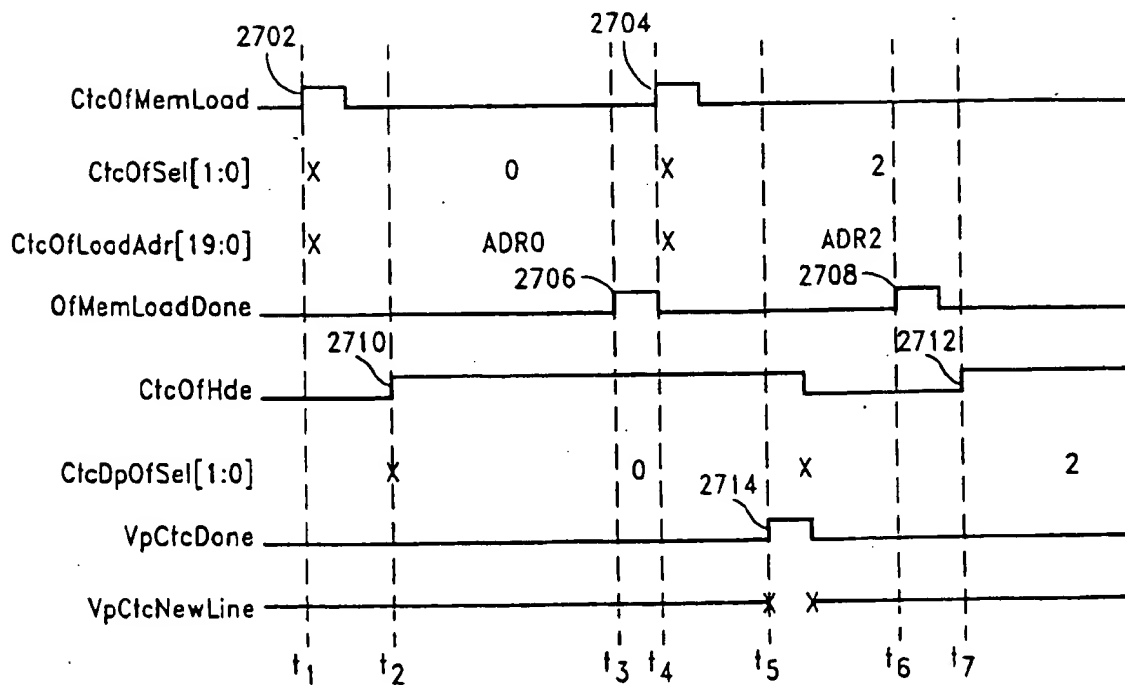 2702
2704
CtcOfMemLoad
CtcOfSel[1:0] X 0 X 2
CtcOfLoadAdr[19:0] X ADR0 X ADR2
2706
2708
OfMemLoadDone
2710
2712
CtcOfHde
CtcDpOfSel[1:0] X 0 X 2
2714
VpCtcDone
VpCtcNewLine X X
t1 t2 t3 t4 t5 t6 t7